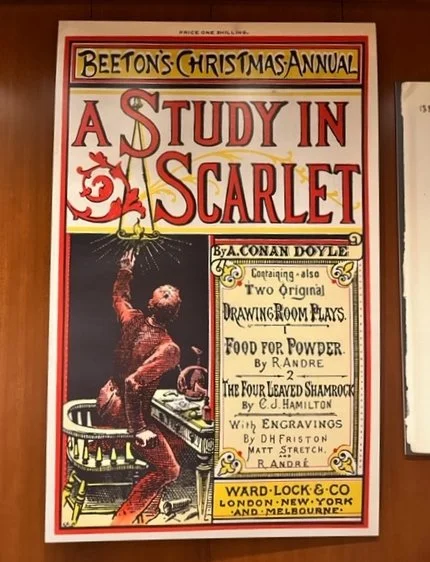 PRICE ONE SHILLING.
BEETON'S CHRISTMAS ANNUAL
A STUDY IN
SCARLET
By A. CONAN DOYLE
Containing also
Two Original
DRAWING ROOM PLAYS.
1
FOOD FOR POWDER.
By R. ANDRE
2
THE FOUR LEAVED SHAMROCK
By C.J. HAMILTON
With ENGRAVINGS
By D H FRISTON
MATT STRETCH,
AND
R. ANDRÉ
WARD·LOCK·&·CO
LONDON·NEW·YORK
·AND·MELBOURNE·